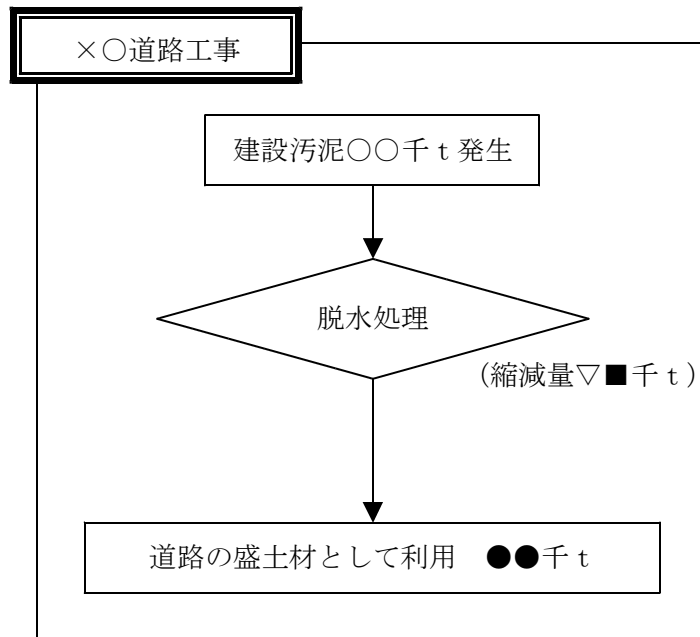 ×○道路工事
建設汚泥○○千ｔ発生
脱水処理
（縮減量▽■千ｔ）
道路の盛土材として利用　●●千ｔ